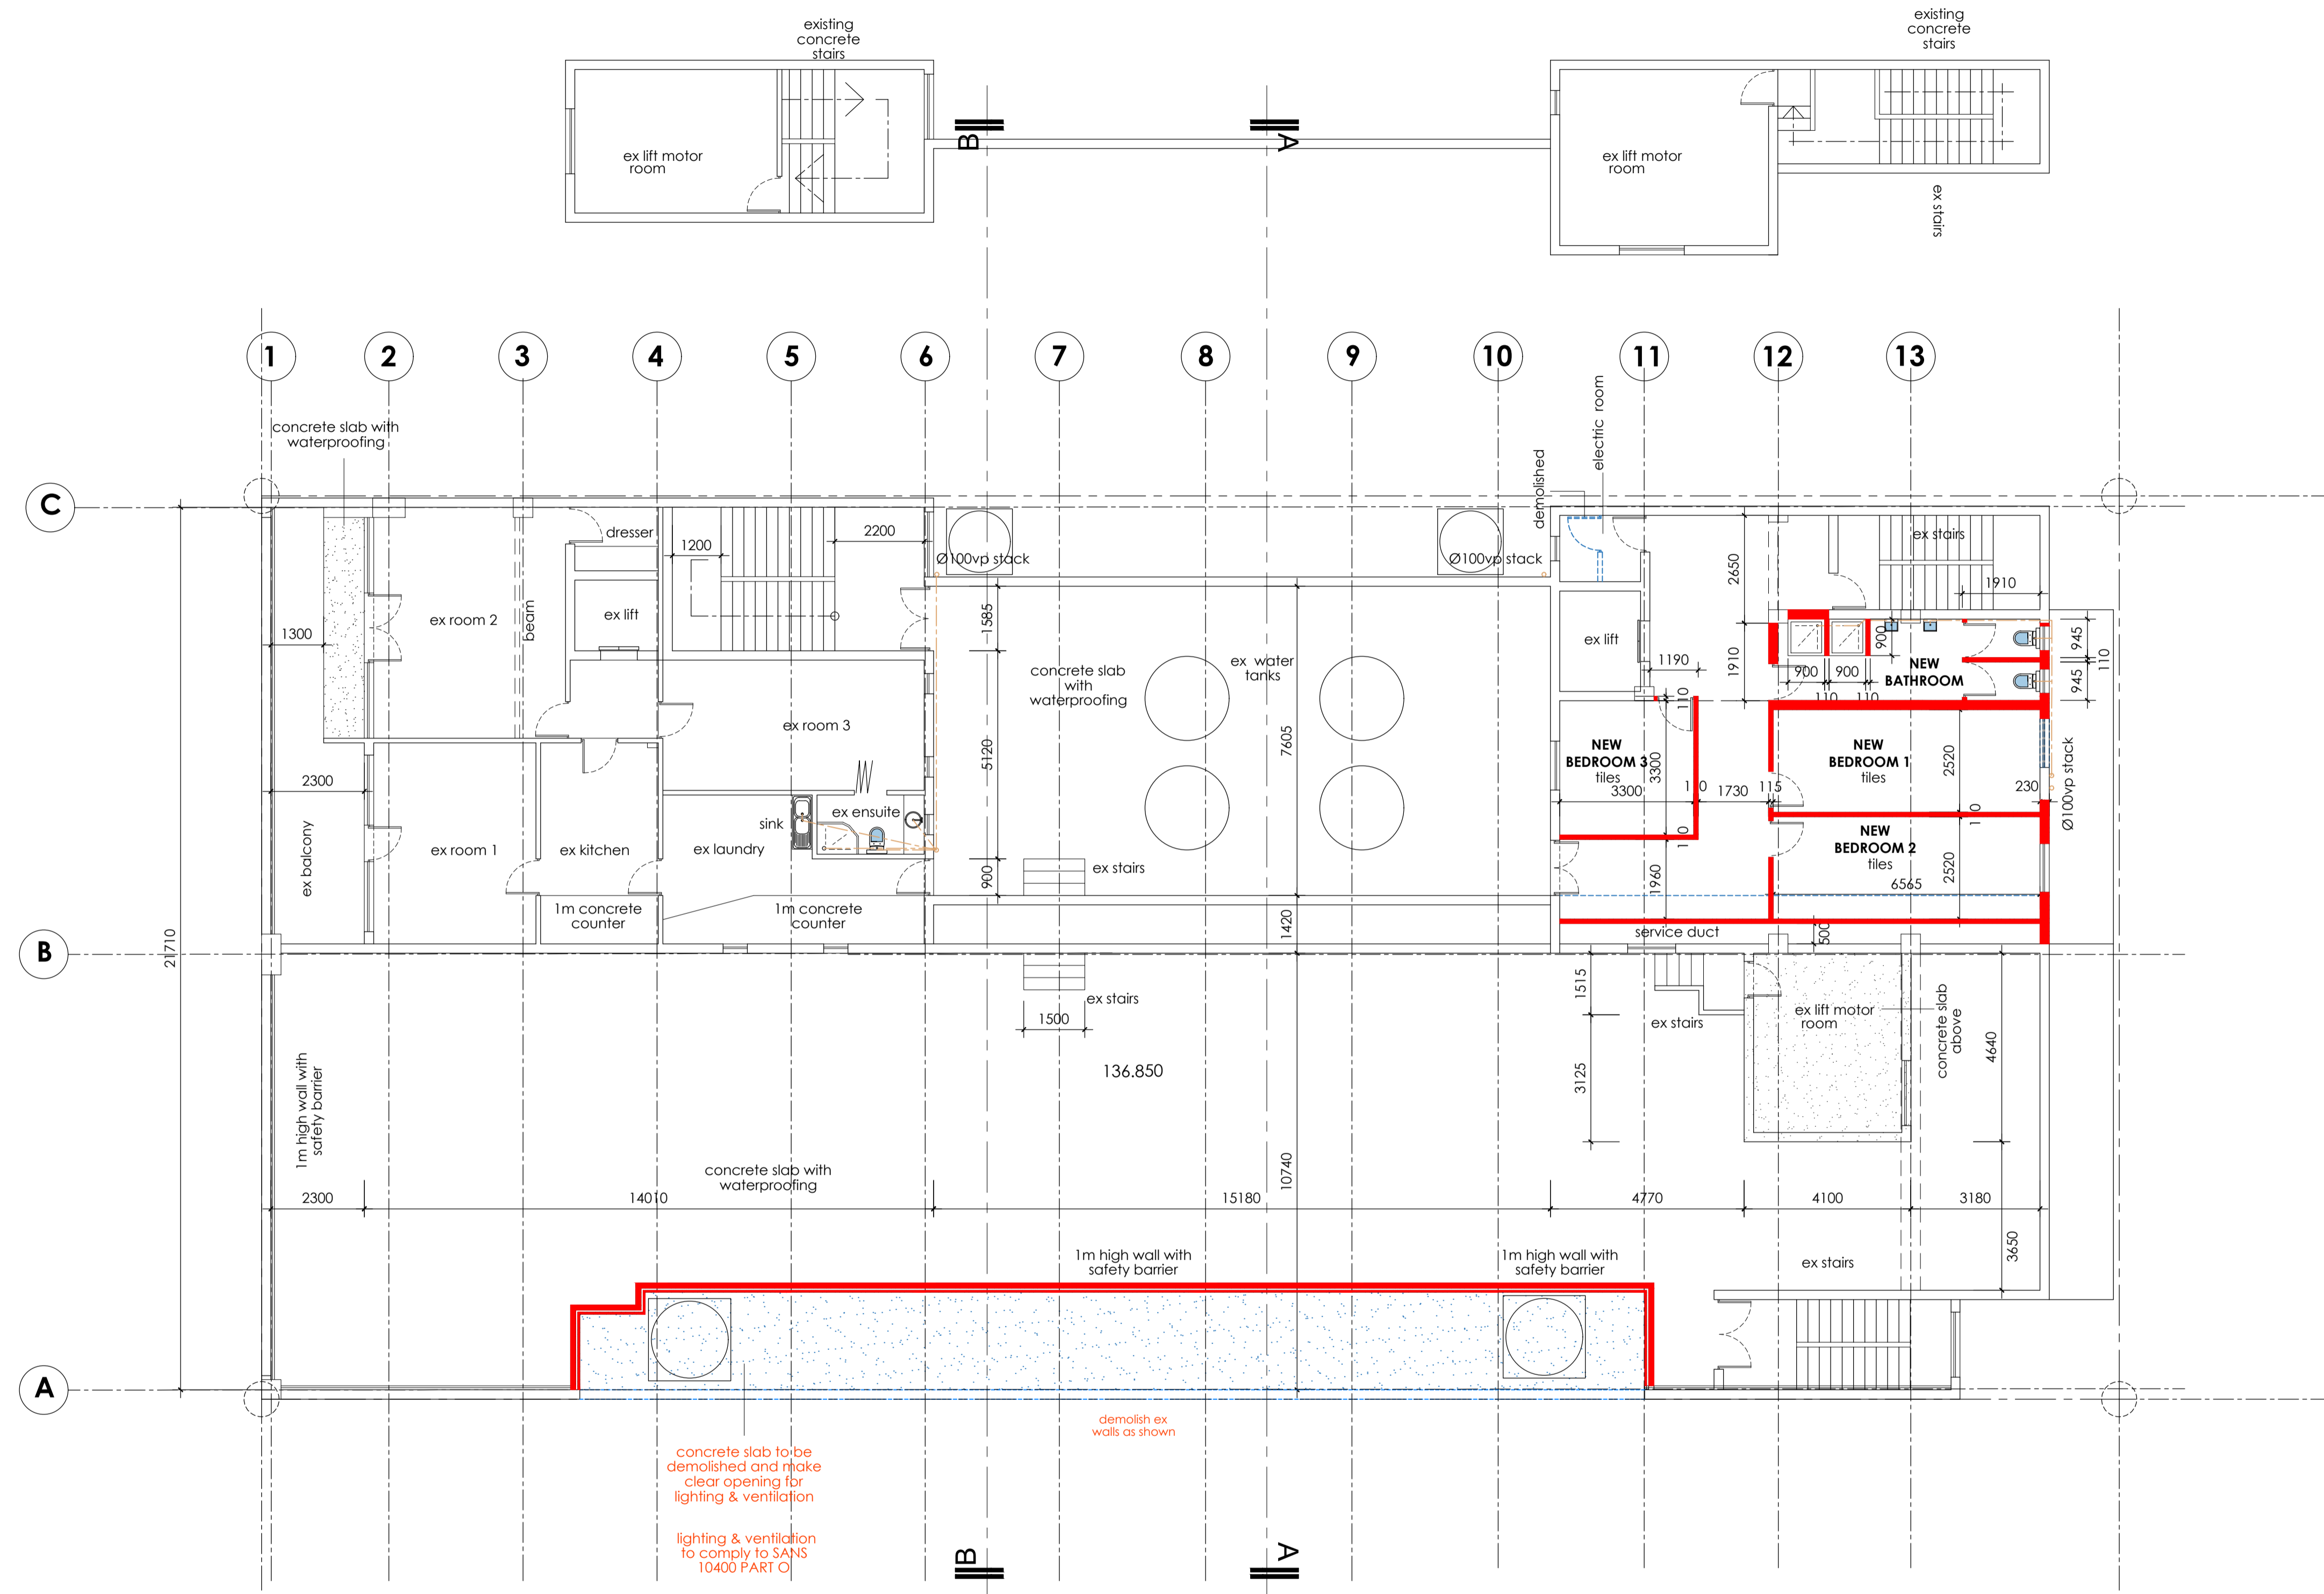 existing
concrete
stairs
existing
concrete
stairs
ex lift motor
room
B
A
ex lift motor
room
ex stairs
1
2
3
4
5
6
7
8
9
10
11
12
13
concrete slab with
waterproofing
electric room
demolished
C
dresser
1200
2200
Ø100vp stack
Ø100vp stack
2650
ex stairs
1910
ex room 2
beam
ex lift
1300
1585
concrete slab
with
waterproofing
ex water
tanks
ex lift
1190
1910
110
900
900
900
110
110
NEW
BATHROOM
945
945
110
ex room 3
5120
7605
NEW
BEDROOM 3
tiles
3300
3300
110
1730
115
NEW
BEDROOM 1
tiles
2520
230
Ø100vp stack
2300
ex balcony
ex room 1
ex kitchen
ex laundry
sink
ex ensuite
110
110
NEW
BEDROOM 2
tiles
6565
2520
900
ex stairs
1960
1m concrete
counter
1m concrete
counter
1420
service duct
500
B
21710
ex stairs
1500
1515
ex stairs
3125
ex lift motor
room
concrete slab
above
4640
136.850
1m high wall with
safety barrier
concrete slab with
waterproofing
10740
2300
14010
15180
4770
4100
3180
1m high wall with
safety barrier
1m high wall with
safety barrier
ex stairs
3650
A
demolish ex
walls as shown
concrete slab to be
demolished and make
clear opening for
lighting & ventilation
lighting & ventilation
to comply to SANS
10400 PART O
B
A